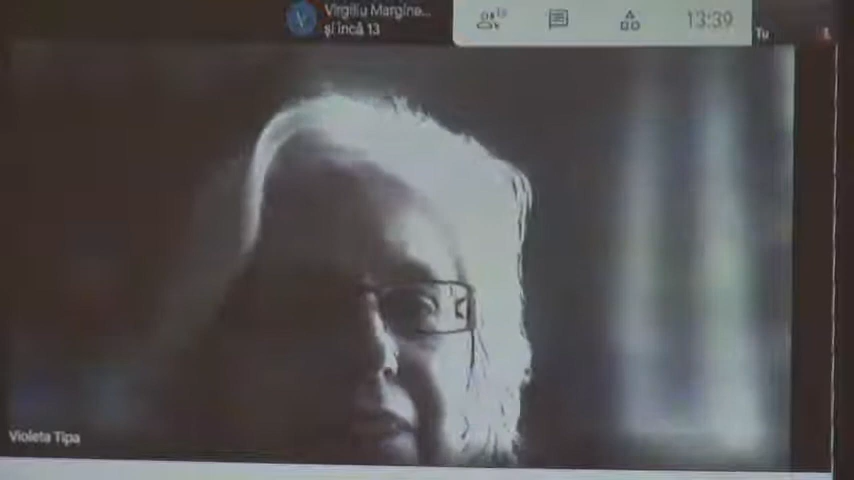 V
Virgiliu Margine...
și încă 13
13:39
Tu
Violeta Tipa